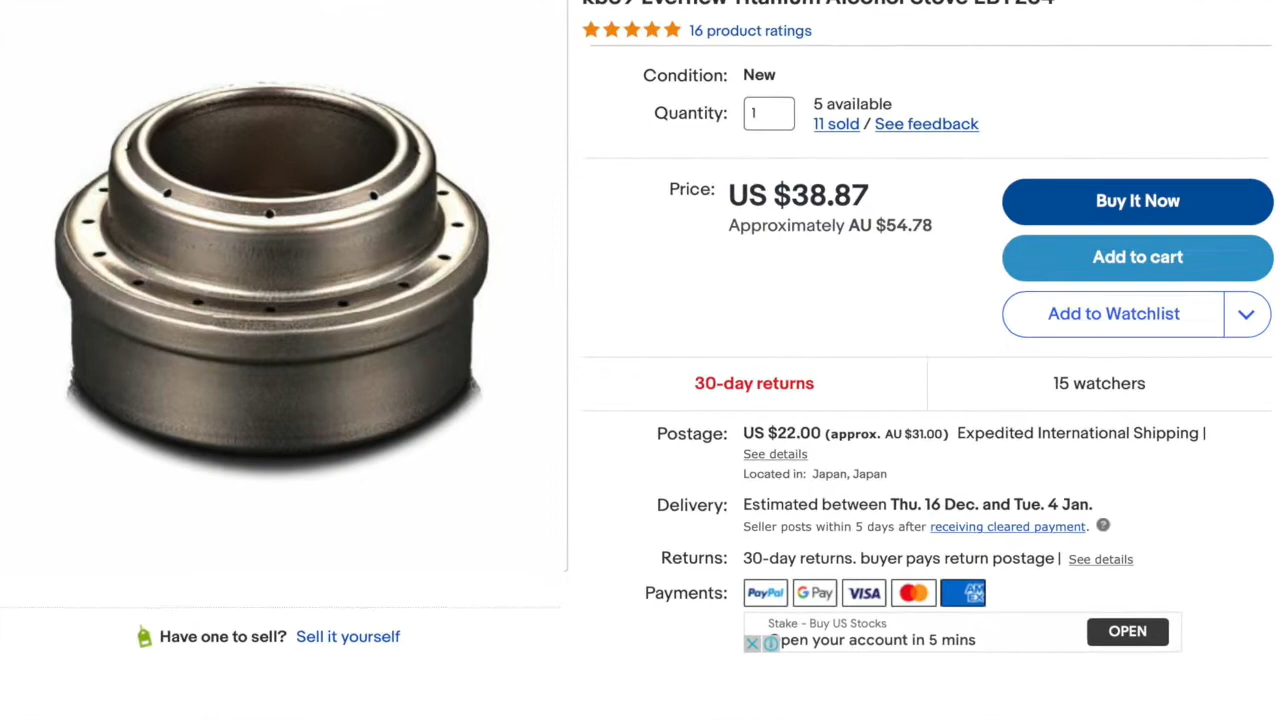 Titanium Alcohol Stove
16 product ratings
Condition: New
Quantity: 1
5 available
11 sold / See feedback
Price: US $38.87
Approximately AU $54.78
Buy It Now
Add to cart
Add to Watchlist
30-day returns
15 watchers
Postage: US $22.00 (approx. AU $31.00) Expedited International Shipping |
See details
Located in: Japan, Japan
Delivery: Estimated between Thu. 16 Dec. and Tue. 4 Jan.
Seller posts within 5 days after receiving cleared payment. ?
Returns: 30-day returns. buyer pays return postage | See details
Payments: PayPal G Pay VISA AMEX
Stake - Buy US Stocks
pen your account in 5 mins
OPEN
Have one to sell? Sell it yourself